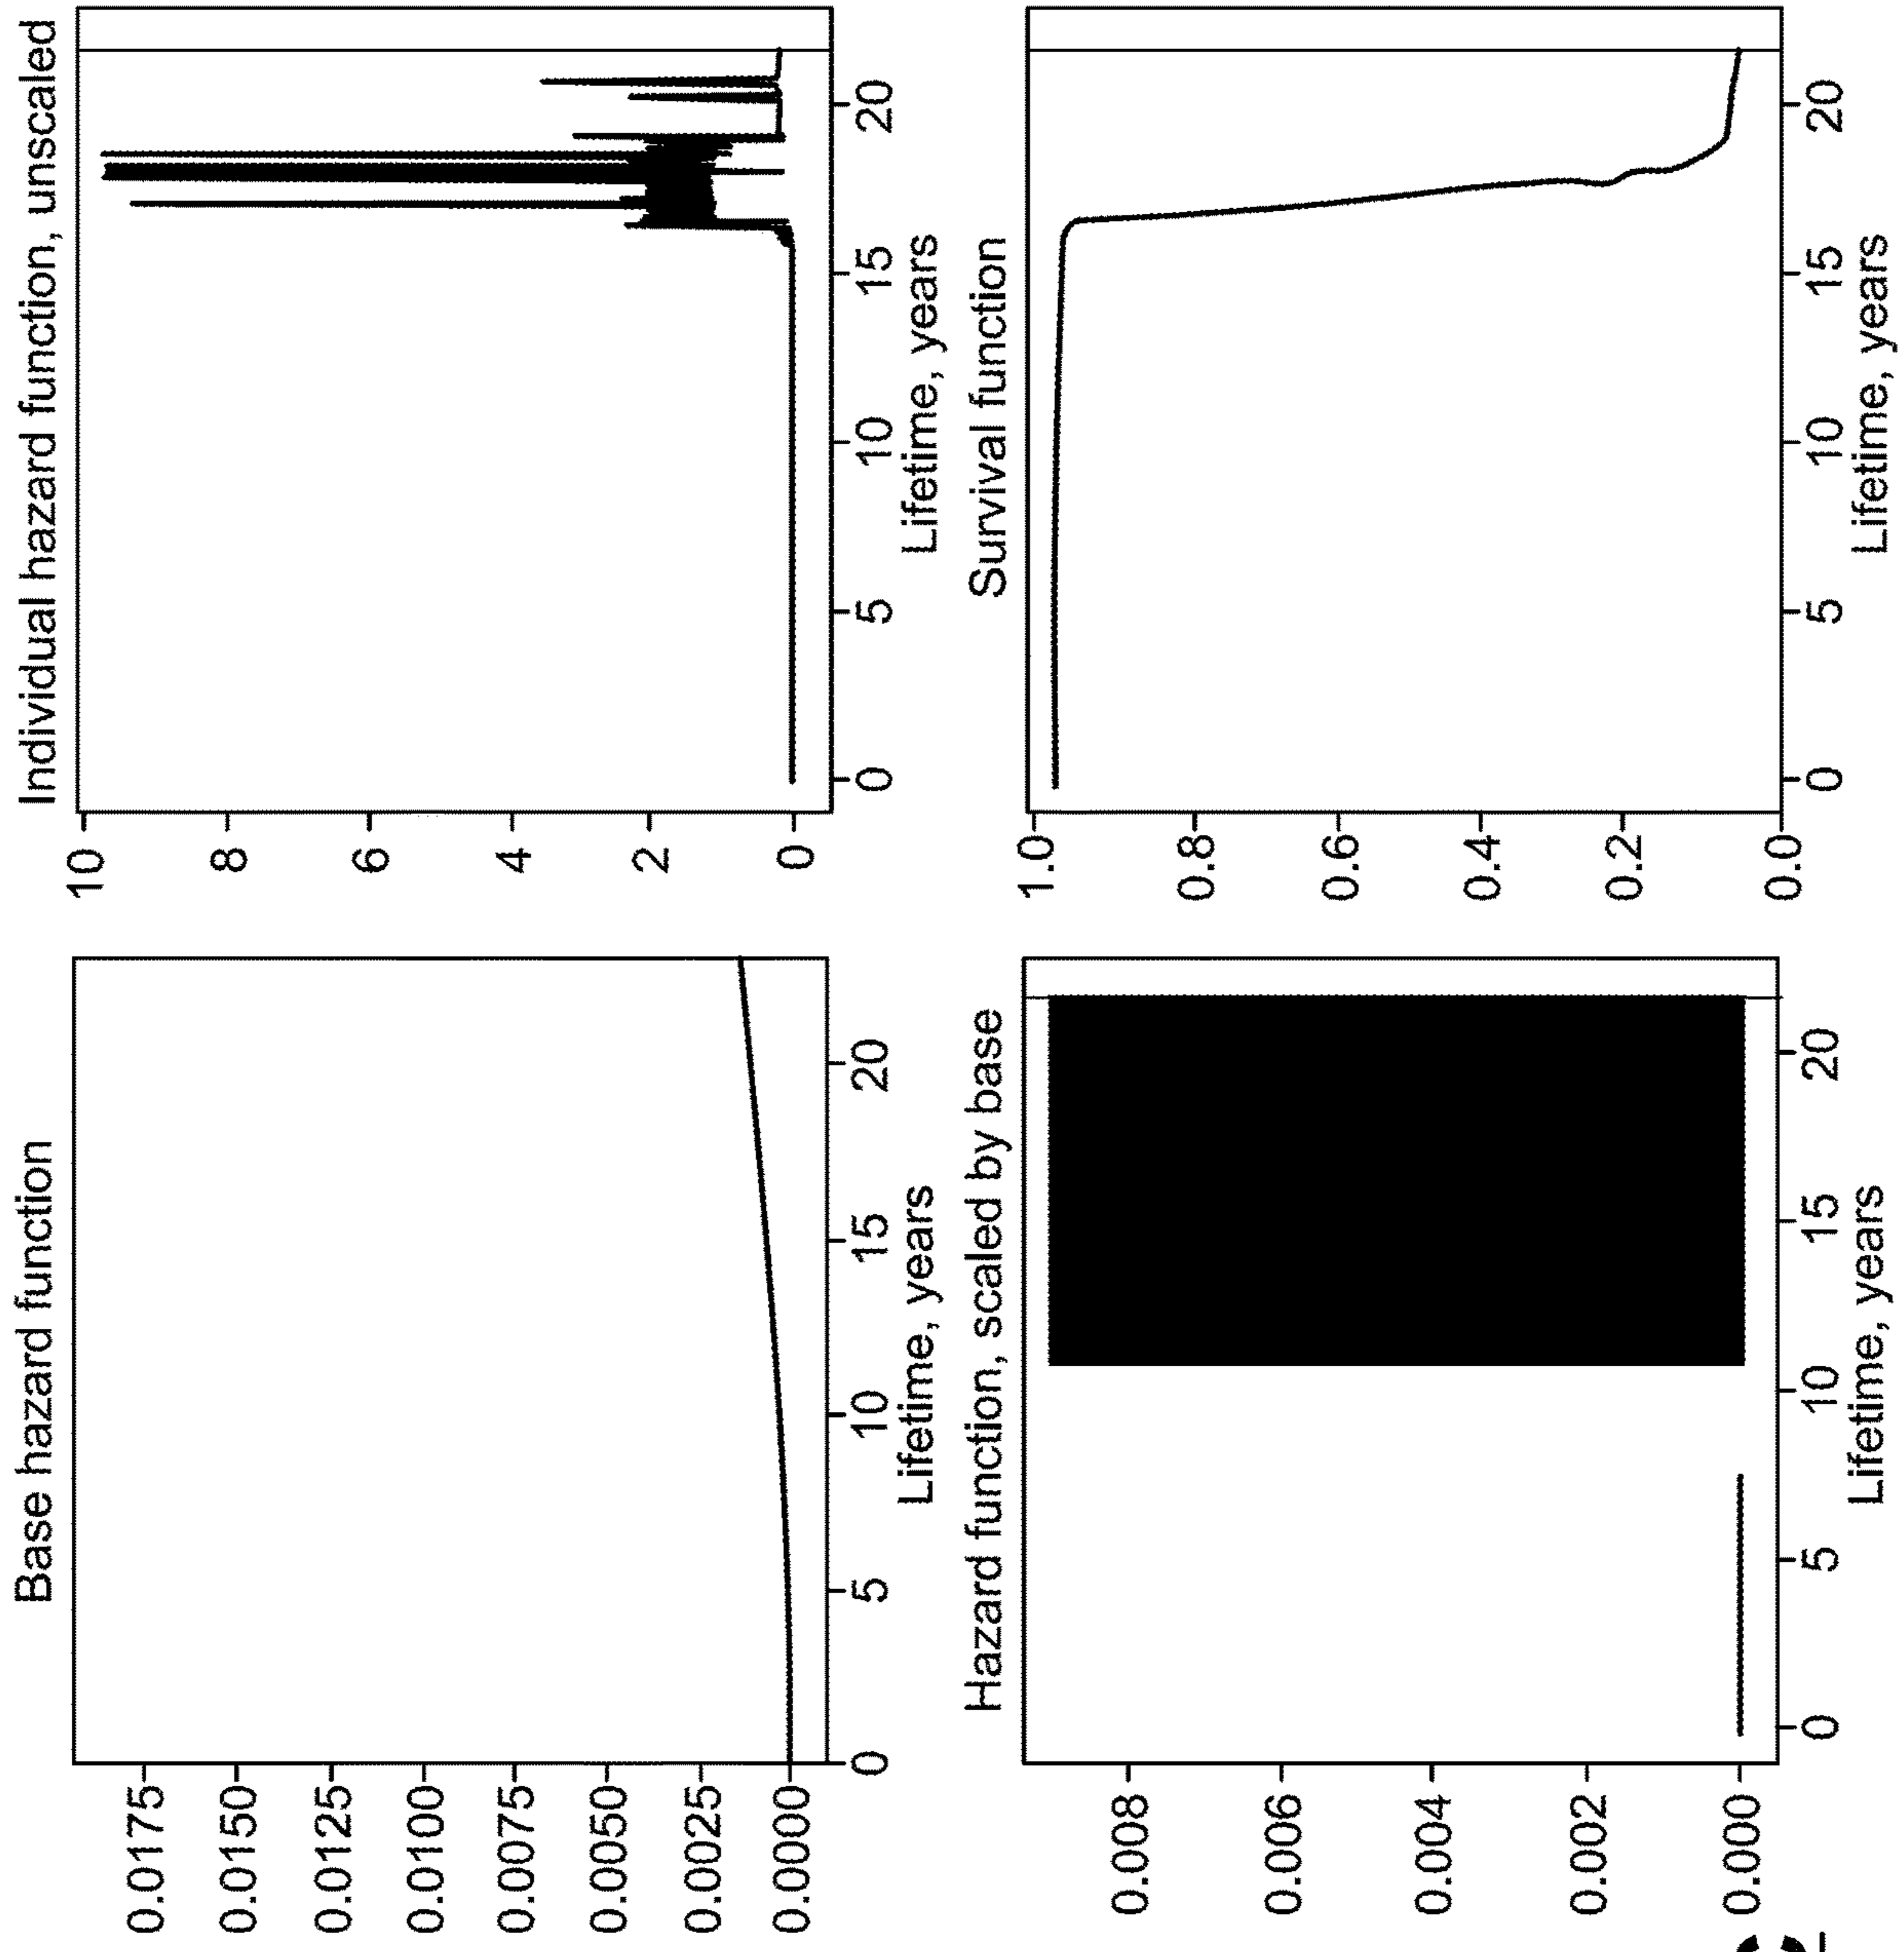 Base hazard function
0.0175
0.0150
0.0125
0.0100
0.0075
0.0050
0.0025
0.0000
0 5 10 15 20
Lifetime, years
Individual hazard function, unscaled
10
8
6
4
2
0
0 5 10 15 20
Lifetime, years
Hazard function, scaled by base
0.008
0.006
0.004
0.002
0.000
0 5 10 15 20
Lifetime, years
Survival function
1.0
0.8
0.6
0.4
0.2
0.0
0 5 10 15 20
Lifetime, years